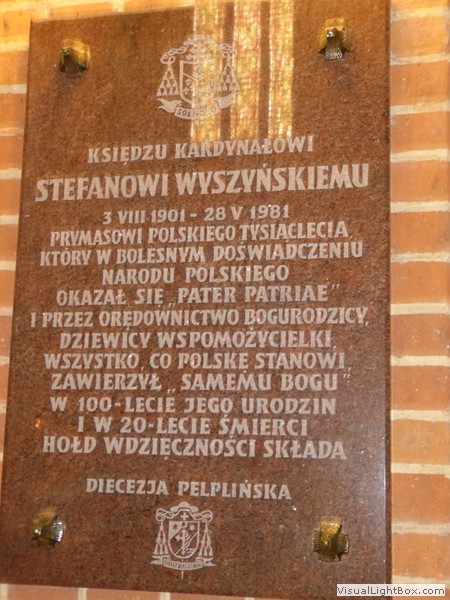 SOLI DEO
KSIĘDZU KARDYNAŁOWI
STEFANOWI WYSZYŃSKIEMU
3 VIII 1901 - 28 V 1981
PRYMASOWI POLSKIEGO TYSIĄCLECIA,
KTÓRY W BOLESNYM DOŚWIADCZENIU
NARODU POLSKIEGO
OKAZAŁ SIĘ „PATER PATRIAE"
I PRZEZ ORĘDOWNICTWO BOGURODZICY,
DZIEWICY WSPOMOŻYCIELKI,
WSZYSTKO, CO POLSKĘ STANOWI,
ZAWIERZYŁ „SAMEMU BOGU"
W 100-LECIE JEGO URODZIN
I W 20-LECIE ŚMIERCI
HOŁD WDZIĘCZNOŚCI SKŁADA
DIECEZJA PELPLIŃSKA
VisualLightBox.com